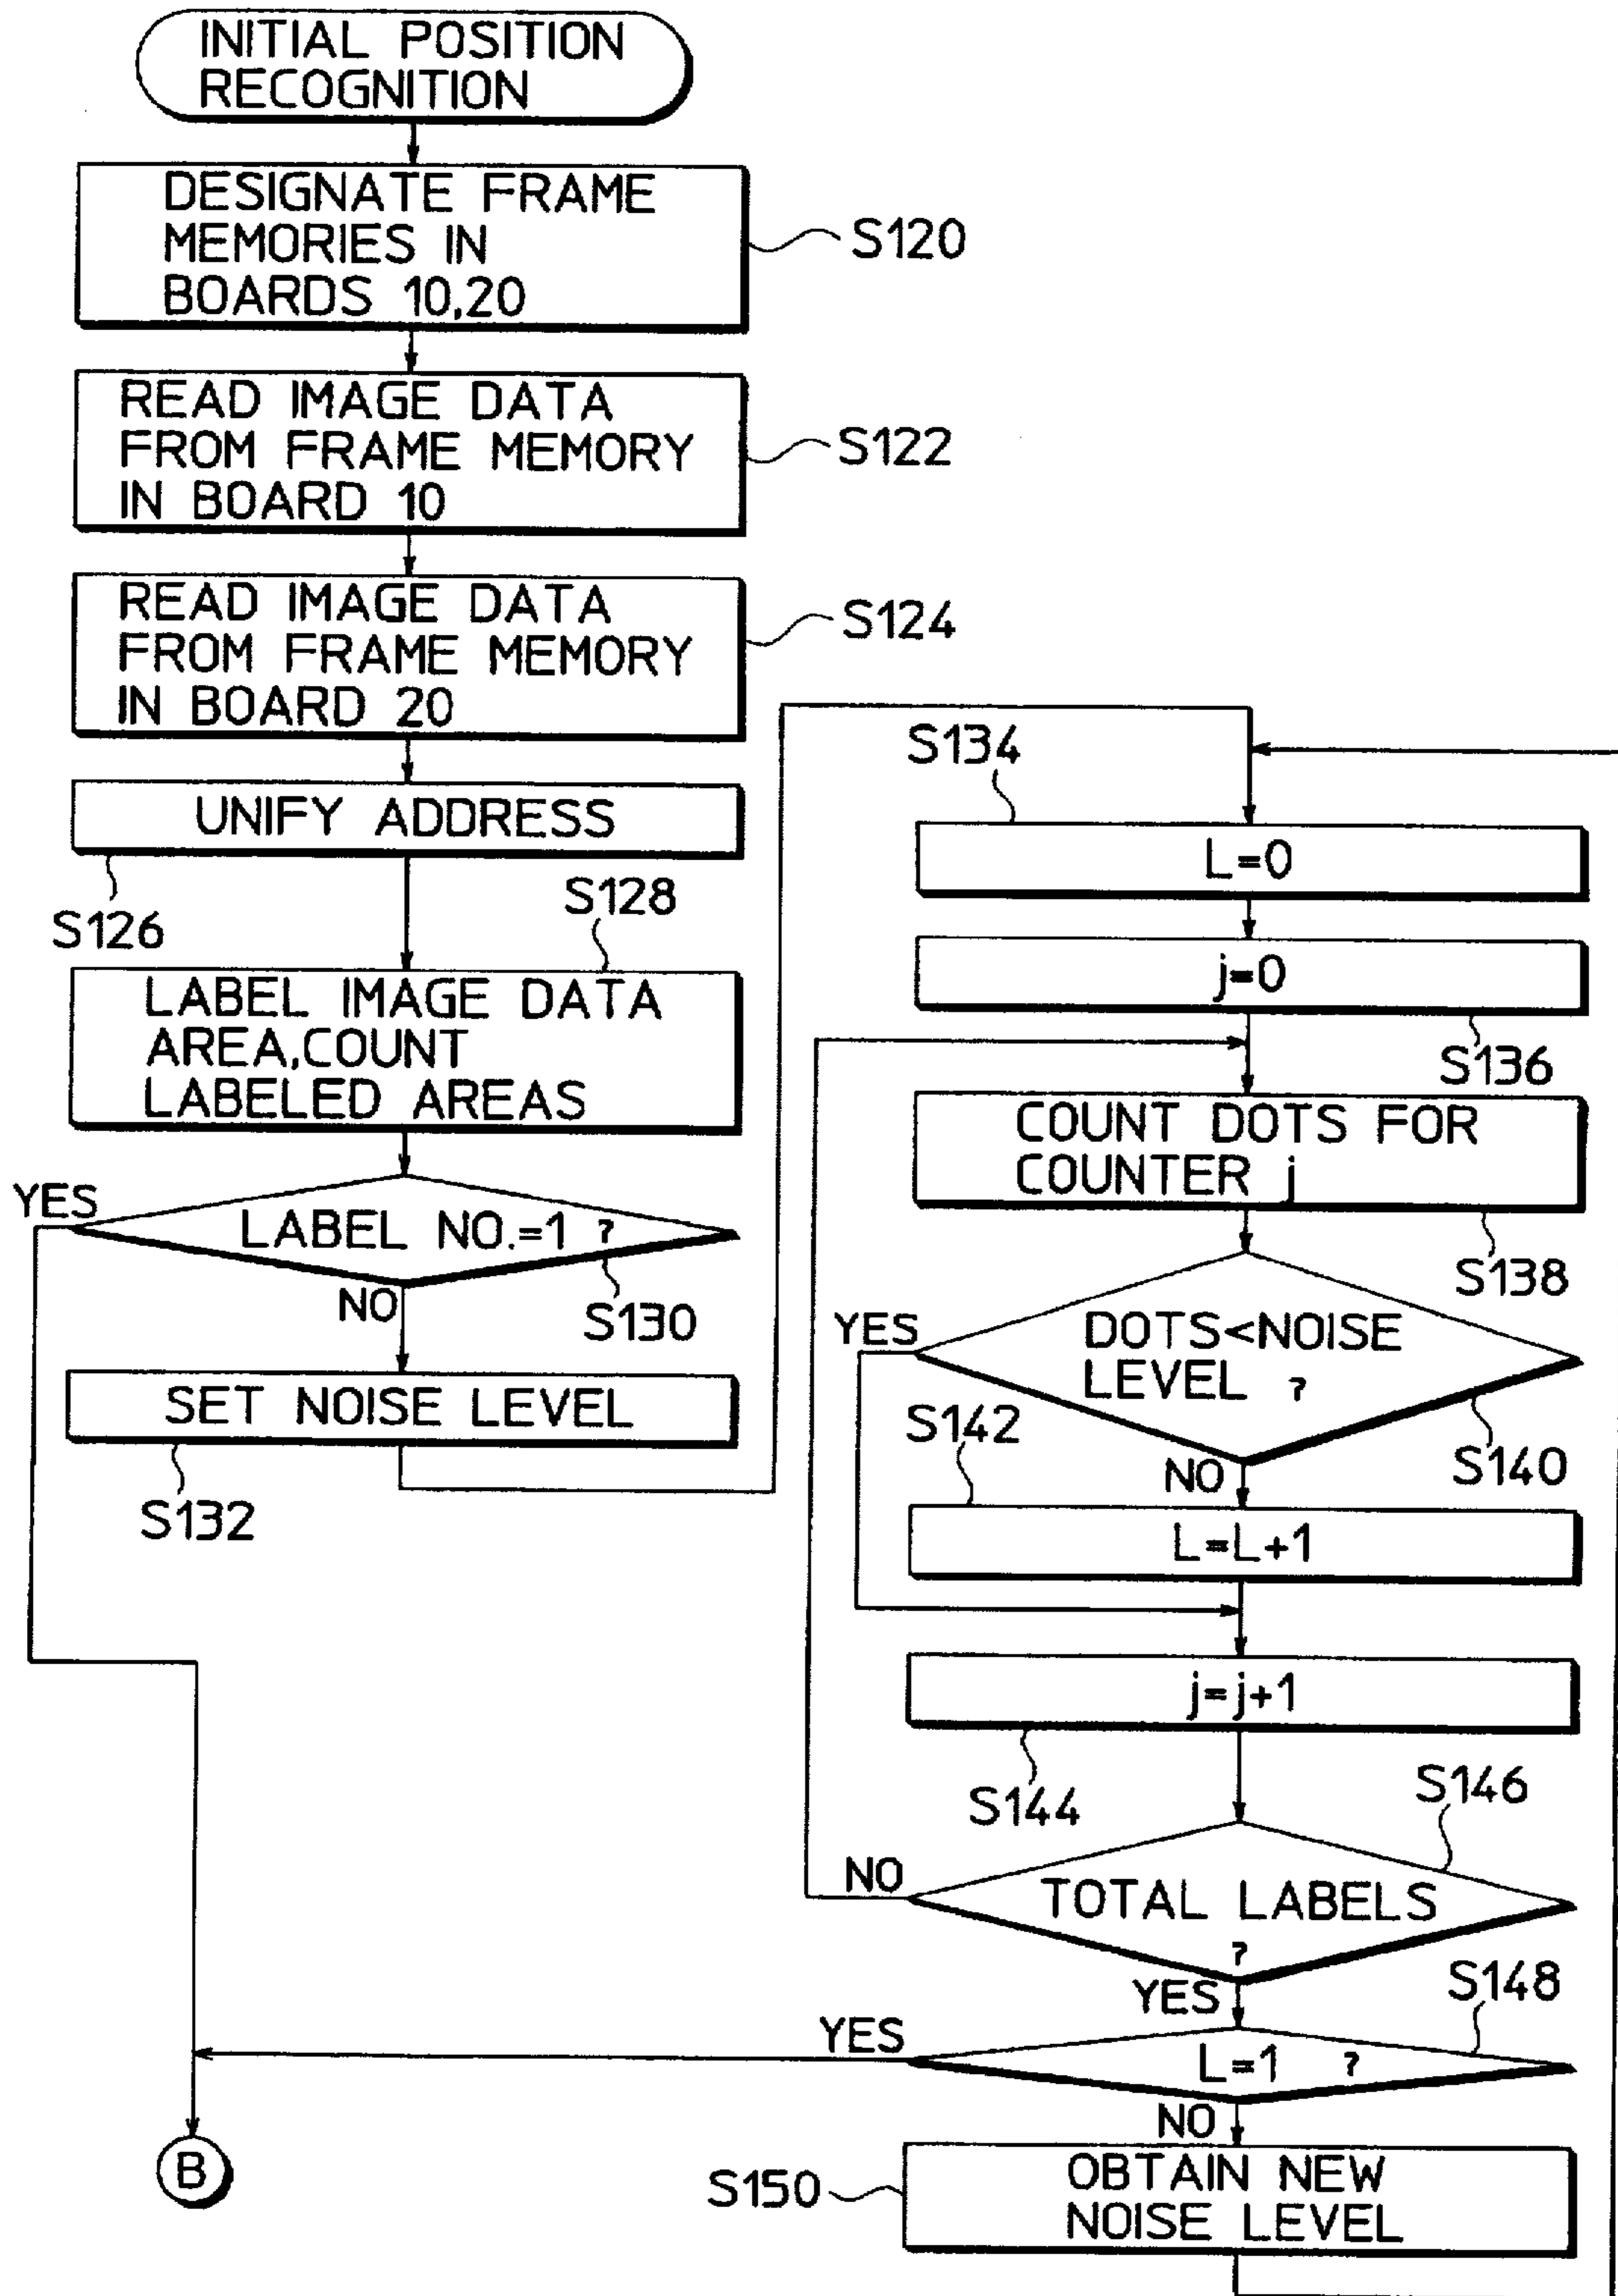 INITIAL POSITION
RECOGNITION
DESIGNATE FRAME
MEMORIES IN
BOARDS 10,20
S120
READ IMAGE DATA
FROM FRAME MEMORY
IN BOARD 10
S122
READ IMAGE DATA
FROM FRAME MEMORY
IN BOARD 20
S124
UNIFY ADDRESS
S126
S128
LABEL IMAGE DATA
AREA,COUNT
LABELED AREAS
YES
LABEL NO.=1 ?
NO
S130
SET NOISE LEVEL
S132
S134
L=0
j=0
S136
COUNT DOTS FOR
COUNTER j
S138
YES
DOTS<NOISE
LEVEL ?
S140
NO
S142
L=L+1
j=j+1
S144
S146
NO
TOTAL LABELS
?
YES
S148
YES
L=1 ?
NO
B
S150
OBTAIN NEW
NOISE LEVEL